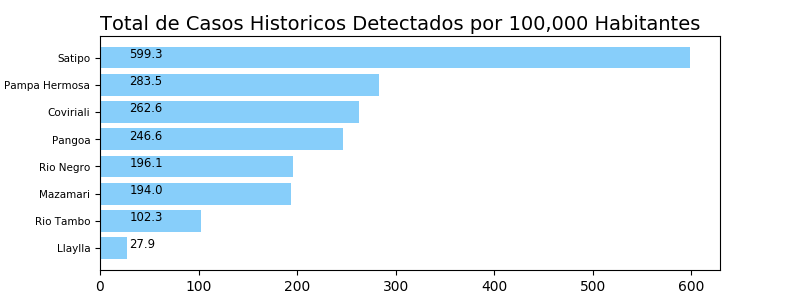 Total de Casos Historicos Detectados por 100,000 Habitantes
Satipo 599.3
Pampa Hermosa 283.5
Coviriali 262.6
Pangoa 246.6
Rio Negro 196.1
Mazamari 194.0
Rio Tambo 102.3
Llaylla 27.9
0 100 200 300 400 500 600